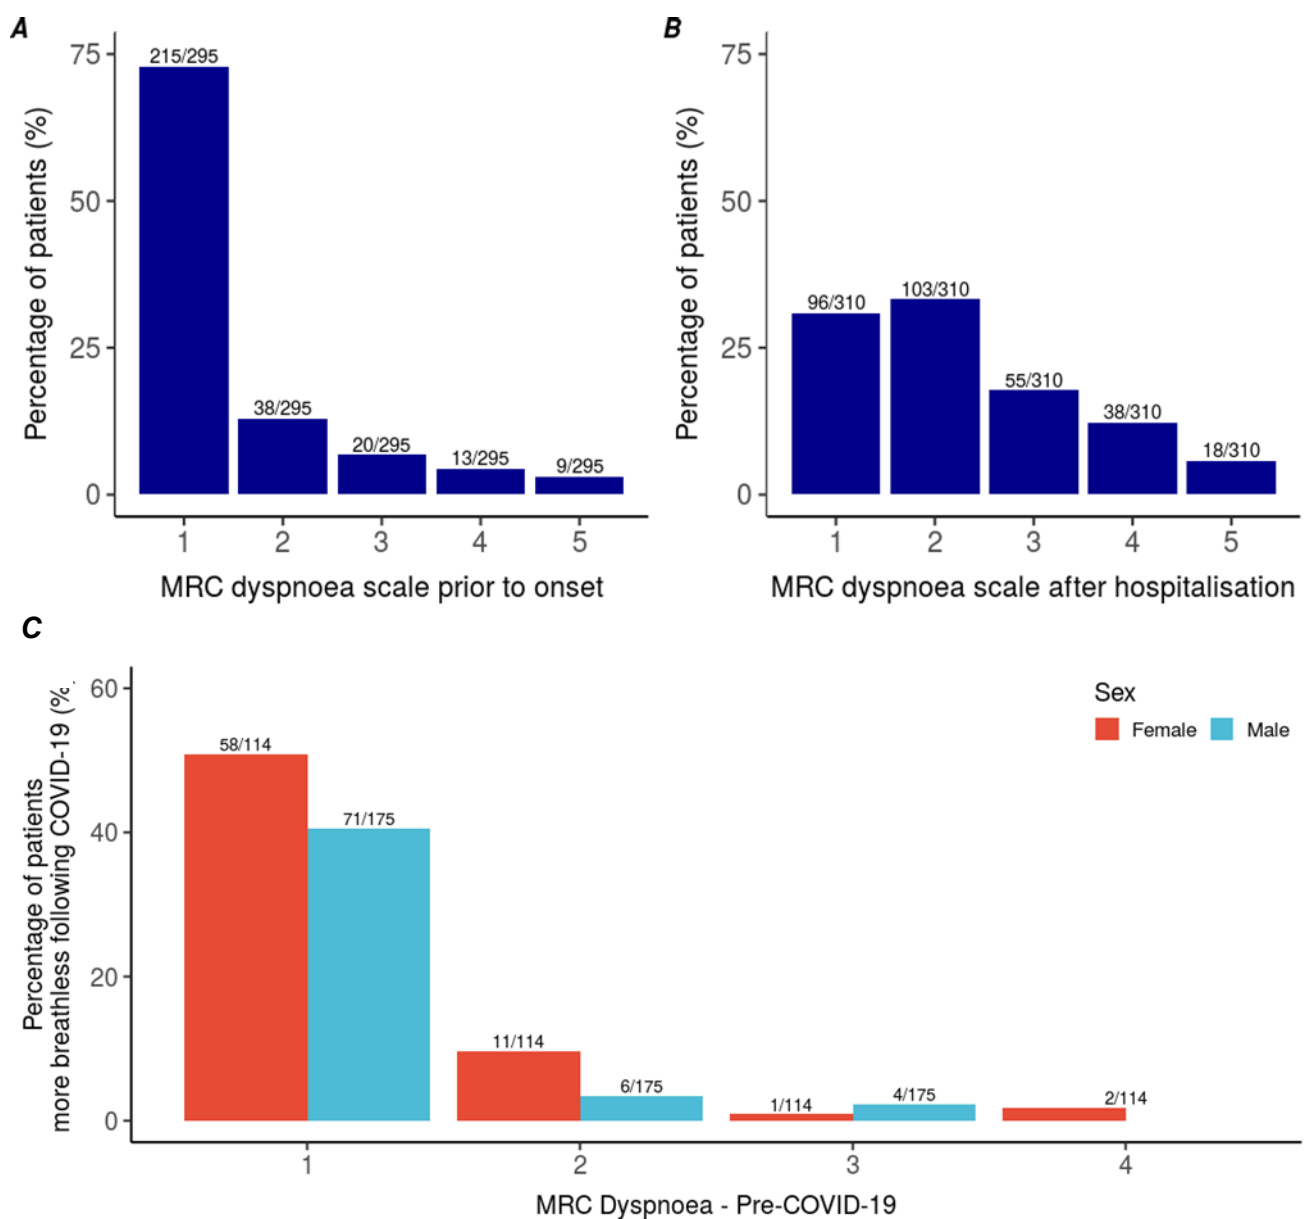 A
75
50
25
0
Percentage of patients (%)
215/295
38/295
20/295
13/295
9/295
1 2 3 4 5
MRC dyspnoea scale prior to onset
B
75
50
25
0
Percentage of patients (%)
96/310
103/310
55/310
38/310
18/310
1 2 3 4 5
MRC dyspnoea scale after hospitalisation
C
60
40
20
0
Percentage of patients
more breathless following COVID-19 (%
Sex
Female Male
58/114
71/175
11/114
6/175
1/114
4/175
2/114
1 2 3 4
MRC Dyspnoea - Pre-COVID-19